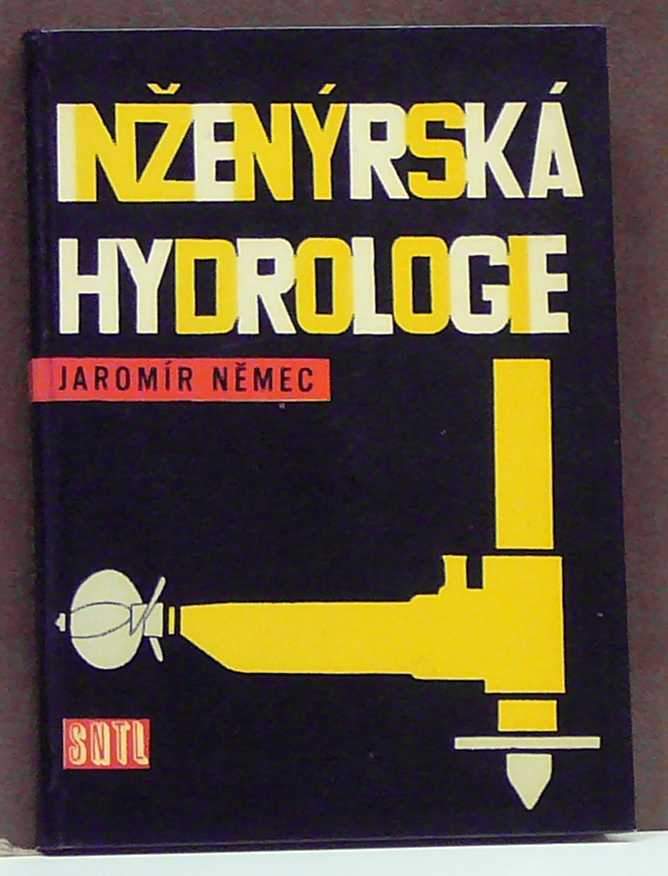 INŽENÝRSKÁ
HYDROLOGIE
JAROMÍR NĚMEC
SNTL